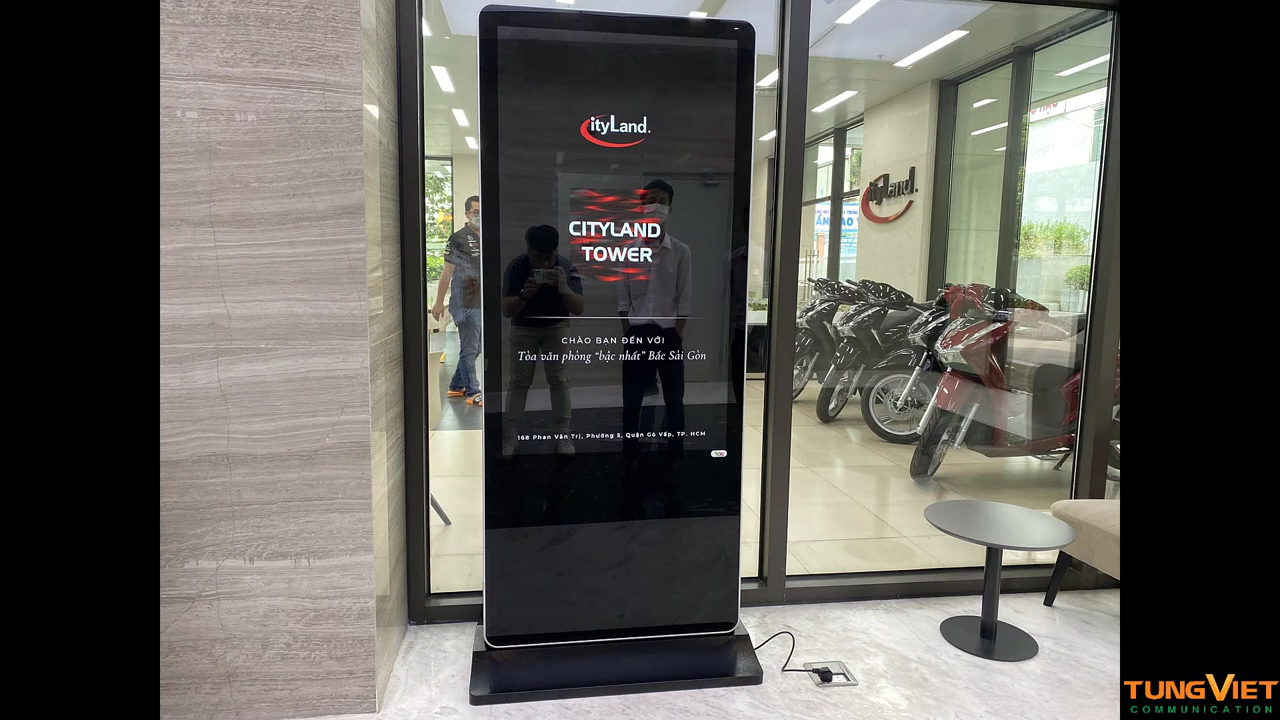 CityLand.
CITYLAND
TOWER
CHÀO BẠN ĐẾN VỚI
Tòa văn phòng “bậc nhất” Bắc Sài Gòn
168 Phan Văn Trị, Phường 5, Quận Gò Vấp, TP. HCM
CityLand.
TUNGVIET
COMMUNICATION